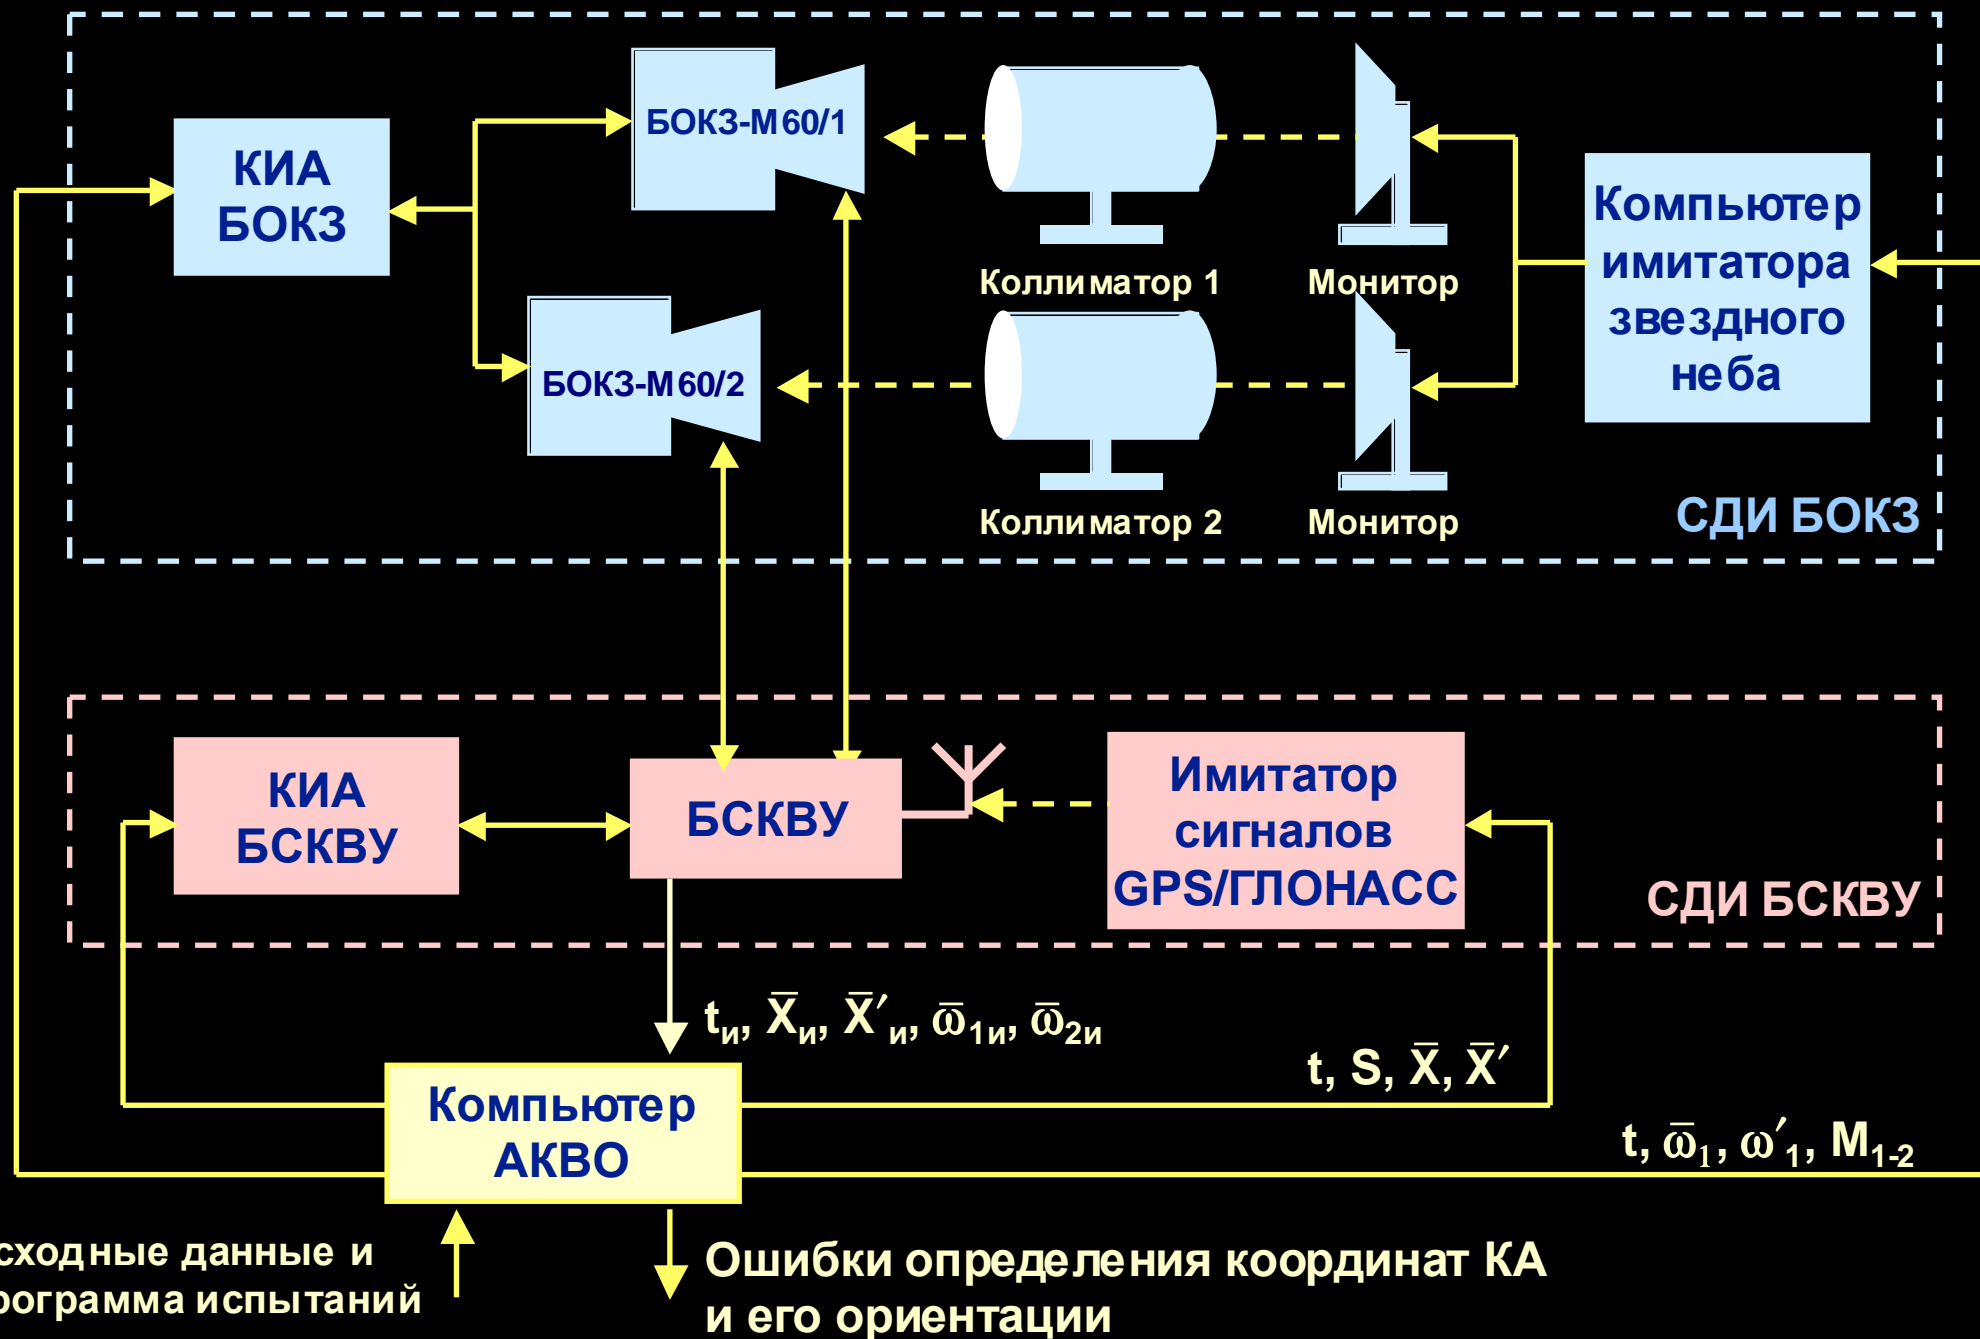 БОКЗ-М60/1
КИА
БОКЗ
Компьютер
имитатора
звездного
неба
Коллиматор 1
Монитор
БОКЗ-М60/2
СДИ БОКЗ
Коллиматор 2
Монитор
КИА
БСКВУ
БСКВУ
Имитатор
сигналов
GPS/ГЛОНАСС
СДИ БСКВУ
tи, X̅и, X̅′и, ω̅1и, ω̅2и
t, S, X̅, X̅′
Компьютер
АКВО
t, ω̅1, ω′1, M1-2
сходные данные и
рограмма испытаний
Ошибки определения координат КА
и его ориентации